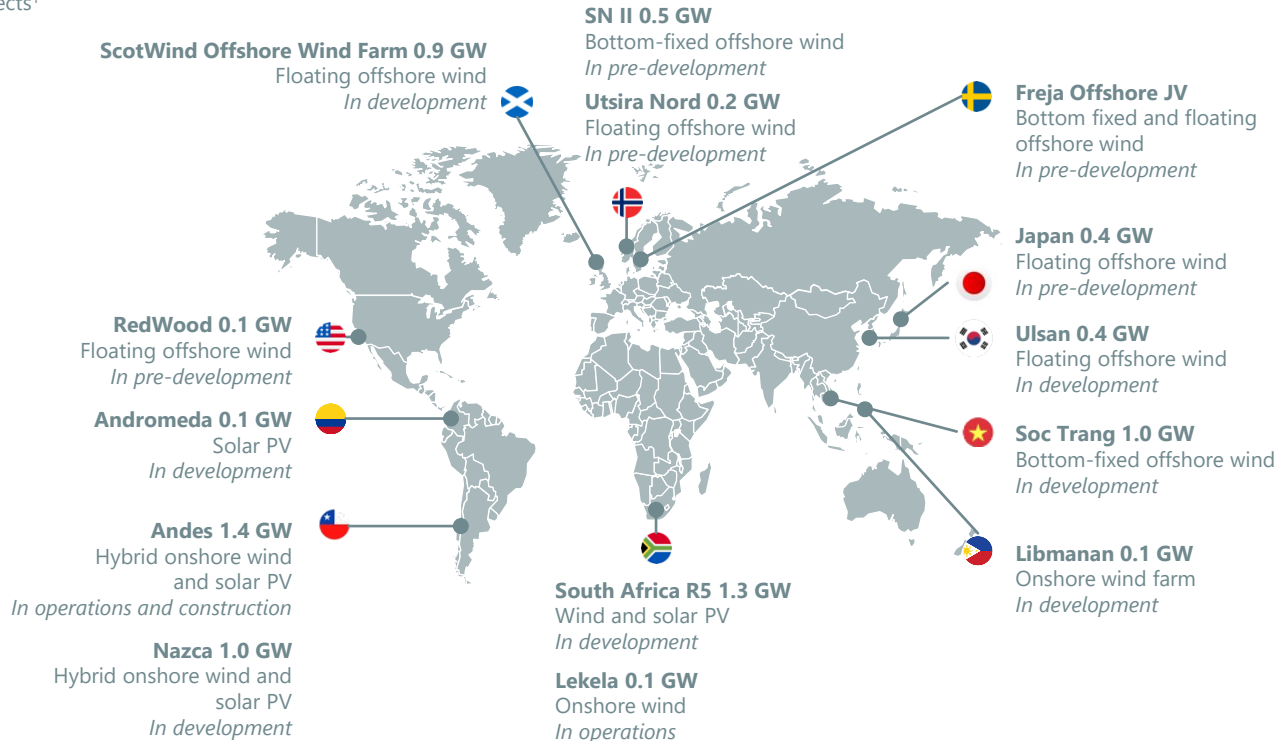 ects¹
ScotWind Offshore Wind Farm 0.9 GW
Floating offshore wind
In development
SN II 0.5 GW
Bottom-fixed offshore wind
In pre-development
Utsira Nord 0.2 GW
Floating offshore wind
In pre-development
Freja Offshore JV
Bottom fixed and floating
offshore wind
In pre-development
Japan 0.4 GW
Floating offshore wind
In pre-development
RedWood 0.1 GW
Floating offshore wind
In pre-development
Ulsan 0.4 GW
Floating offshore wind
In development
Andromeda 0.1 GW
Solar PV
In development
Soc Trang 1.0 GW
Bottom-fixed offshore wind
In development
Andes 1.4 GW
Hybrid onshore wind
and solar PV
In operations and construction
Libmanan 0.1 GW
Onshore wind farm
In development
South Africa R5 1.3 GW
Wind and solar PV
In development
Nazca 1.0 GW
Hybrid onshore wind and
solar PV
In development
Lekela 0.1 GW
Onshore wind
In operations